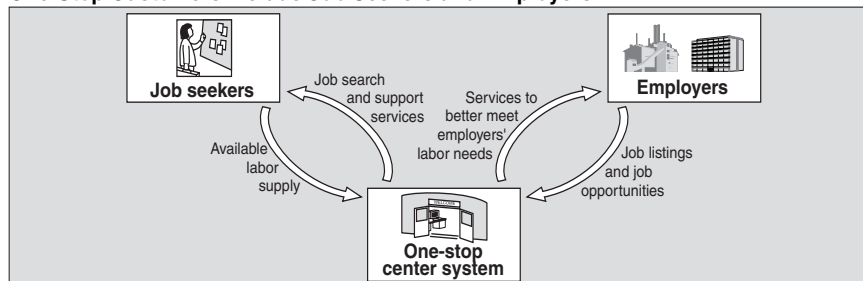 Job seekers
Employers
Job search
and support
services
Services to
better meet
employers'
labor needs
Available
labor
supply
Job listings
and job
opportunities
One-stop
center system